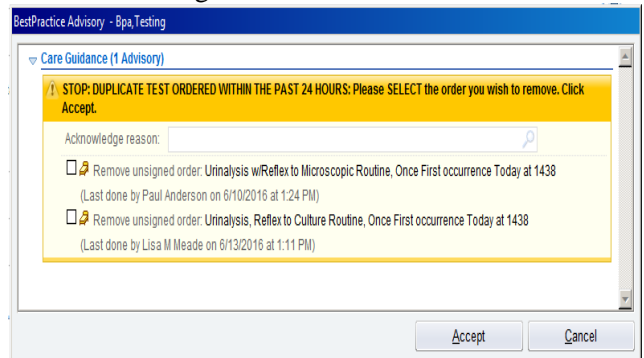 BestPractice Advisory - Bpa,Testing
Care Guidance (1 Advisory)
STOP: DUPLICATE TEST ORDERED WITHIN THE PAST 24 HOURS: Please SELECT the order you wish to remove. Click
Accept.
Acknowledge reason:
Remove unsigned order: Urinalysis w/Reflex to Microscopic Routine, Once First occurrence Today at 1438
(Last done by Paul Anderson on 6/10/2016 at 1:24 PM)
Remove unsigned order: Urinalysis, Reflex to Culture Routine, Once First occurrence Today at 1438
(Last done by Lisa M Meade on 6/13/2016 at 1:11 PM)
Accept Cancel